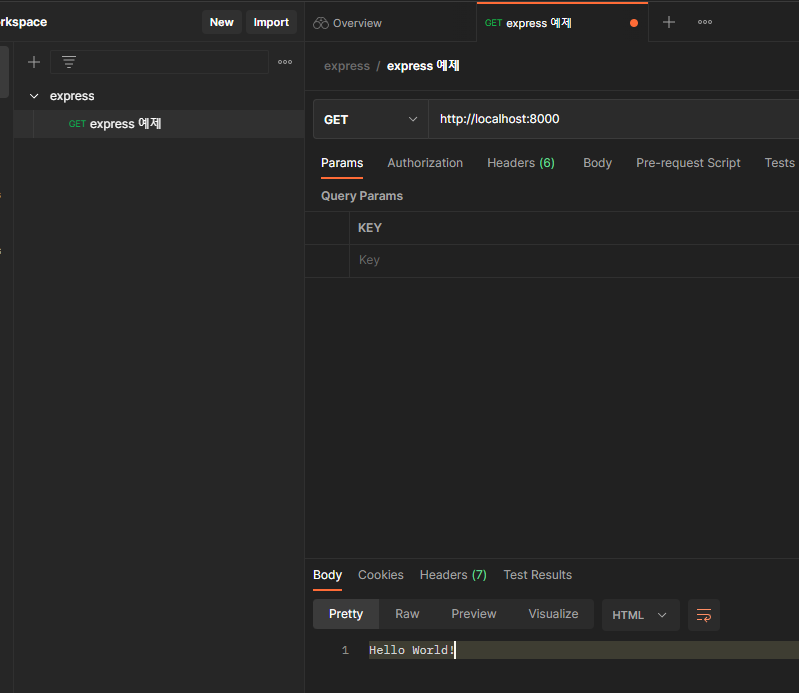 rkspace
New Import
Overview
GET express 예제
express / express 예제
express
GET express 예제
GET http://localhost:8000
Params Authorization Headers (6) Body Pre-request Script Tests
Query Params
KEY
Key
Body Cookies Headers (7) Test Results
Pretty Raw Preview Visualize HTML
1 Hello World!